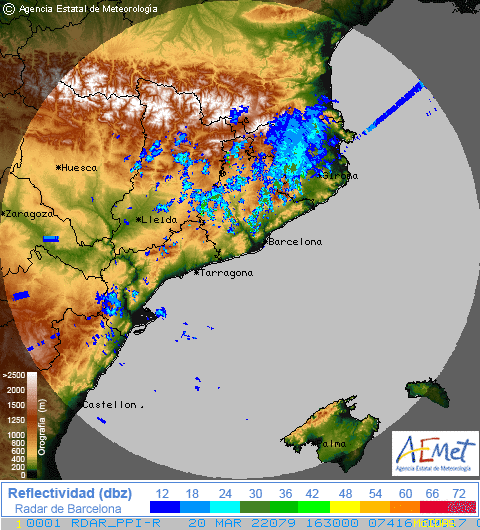 © Agencia Estatal de Meteorología
Huesca
Girona
Zaragoza
Lleida
Barcelona
Tarragona
>2500
2000
1500
1250
1000
800
600
400
200
0
Orografía (m)
Castellon
Palma
AEMet
Agencia Estatal de Meteorología
Reflectividad (dbz)
Radar de Barcelona
12 18 24 30 36 42 48 54 60 66 72
1 0001 RDAR_PPI-R 20 MAR 22079 163000 0741